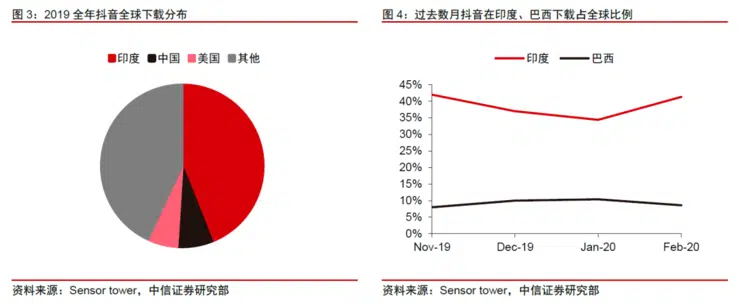 图 3：2019 全年抖音全球下载分布
印度 中国 美国 其他
资料来源：Sensor tower，中信证券研究部
图 4：过去数月抖音在印度、巴西下载占全球比例
印度 巴西
45%
40%
35%
30%
25%
20%
15%
10%
5%
0%
Nov-19 Dec-19 Jan-20 Feb-20
资料来源：Sensor tower，中信证券研究部